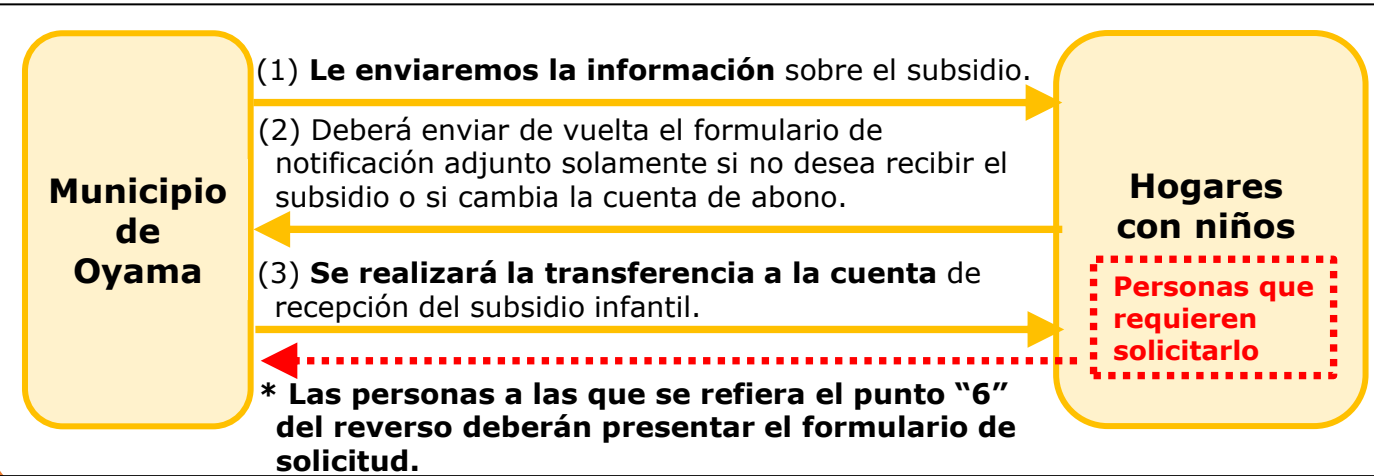 Municipio
de
Oyama
(1) Le enviaremos la información sobre el subsidio.
(2) Deberá enviar de vuelta el formulario de
notificación adjunto solamente si no desea recibir el
subsidio o si cambia la cuenta de abono.
(3) Se realizará la transferencia a la cuenta de
recepción del subsidio infantil.
* Las personas a las que se refiera el punto “6”
del reverso deberán presentar el formulario de
solicitud.
Hogares
con niños
Personas que
requieren
solicitarlo